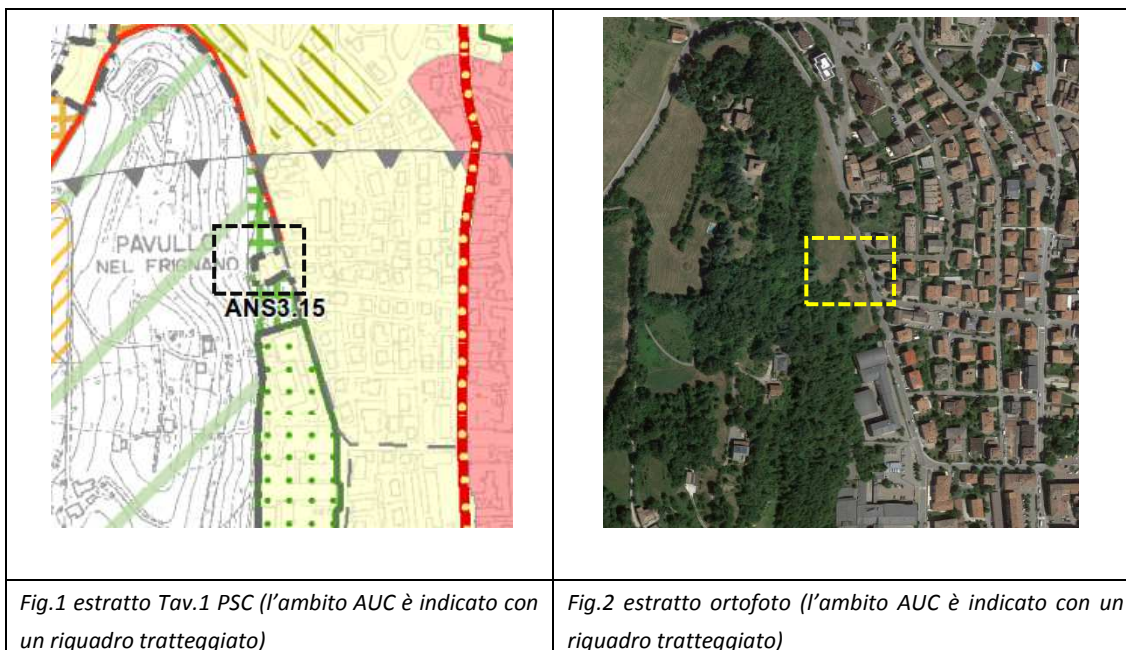 PAVULLO
NEL FRIGNANO
ANS3.15
Fig.1 estratto Tav.1 PSC (l'ambito AUC è indicato con
un riquadro tratteggiato)
Fig.2 estratto ortofoto (l'ambito AUC è indicato con un
riquadro tratteggiato)